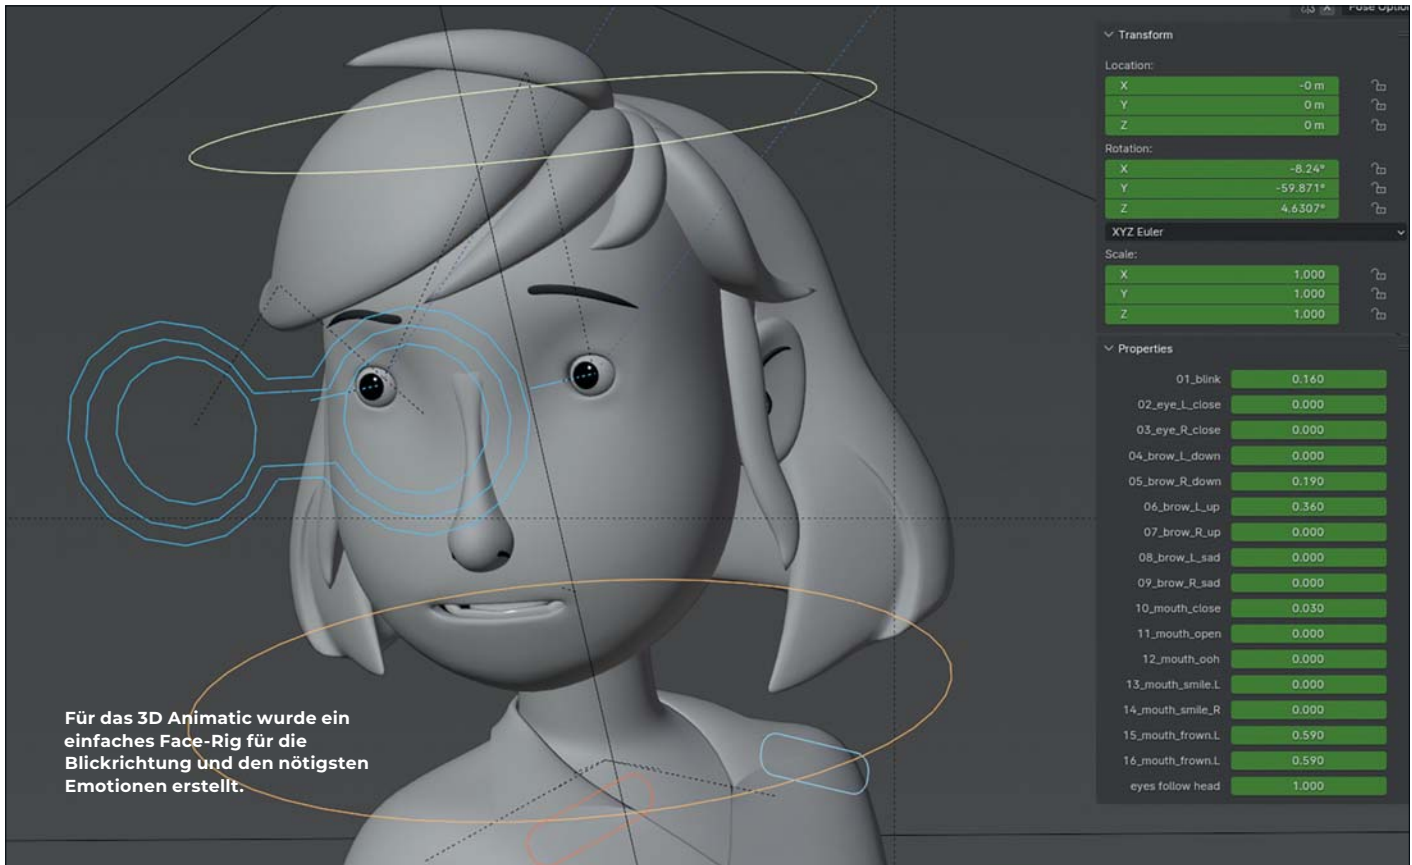 Pose Option
Transform
Location:
X -0 m
Y 0 m
Z 0 m
Rotation:
X -8.24°
Y -59.871°
Z 4.6307°
XYZ Euler
Scale:
X 1.000
Y 1.000
Z 1.000
Properties
01_blink 0.160
02_eye_L_close 0.000
03_eye_R_close 0.000
04_brow_L_down 0.000
05_brow_R_down 0.190
06_brow_L_up 0.360
07_brow_R_up 0.000
08_brow_L_sad 0.000
09_brow_R_sad 0.000
10_mouth_close 0.030
11_mouth_open 0.000
12_mouth_ooh 0.000
13_mouth_smile.L 0.000
14_mouth_smile_R 0.000
15_mouth_frown.L 0.590
16_mouth_frown.L 0.590
eyes follow head 1.000
Für das 3D Animatic wurde ein
einfaches Face-Rig für die
Blickrichtung und den nötigsten
Emotionen erstellt.